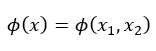 ϕ(x) = ϕ(x₁, x₂)